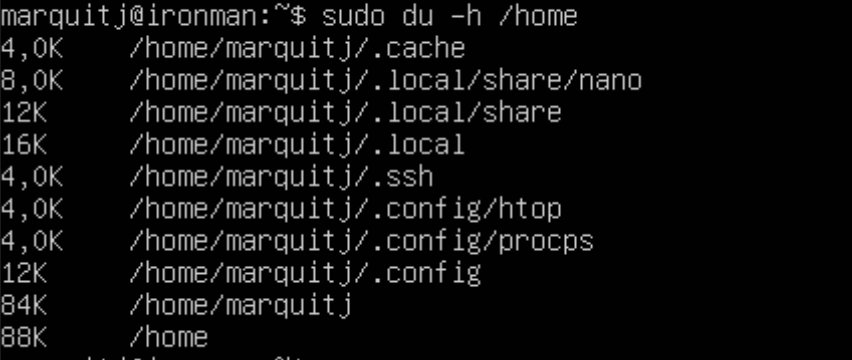 marquitj@ironman:~$ sudo du -h /home
4,0K	/home/marquitj/.cache
8,0K	/home/marquitj/.local/share/nano
12K	/home/marquitj/.local/share
16K	/home/marquitj/.local
4,0K	/home/marquitj/.ssh
4,0K	/home/marquitj/.config/htop
4,0K	/home/marquitj/.config/procps
12K	/home/marquitj/.config
84K	/home/marquitj
88K	/home